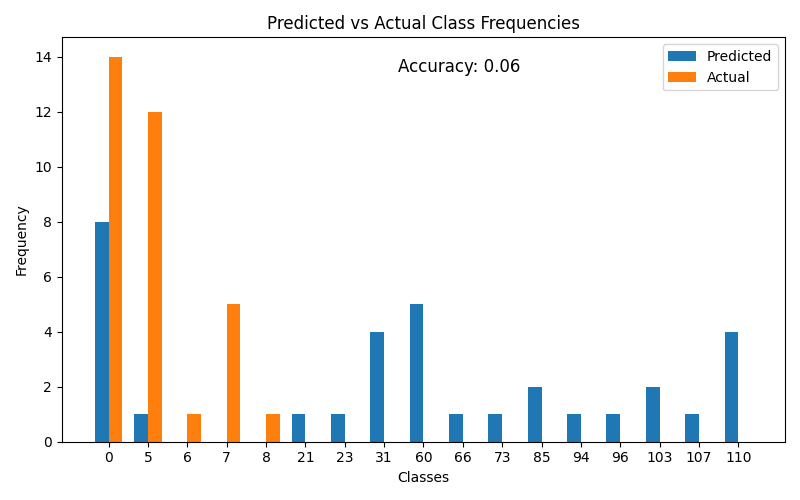 Predicted vs Actual Class Frequencies
Accuracy: 0.06
Predicted
Actual
Frequency
14
12
10
8
6
4
2
0
0 5 6 7 8 21 23 31 60 66 73 85 94 96 103 107 110
Classes